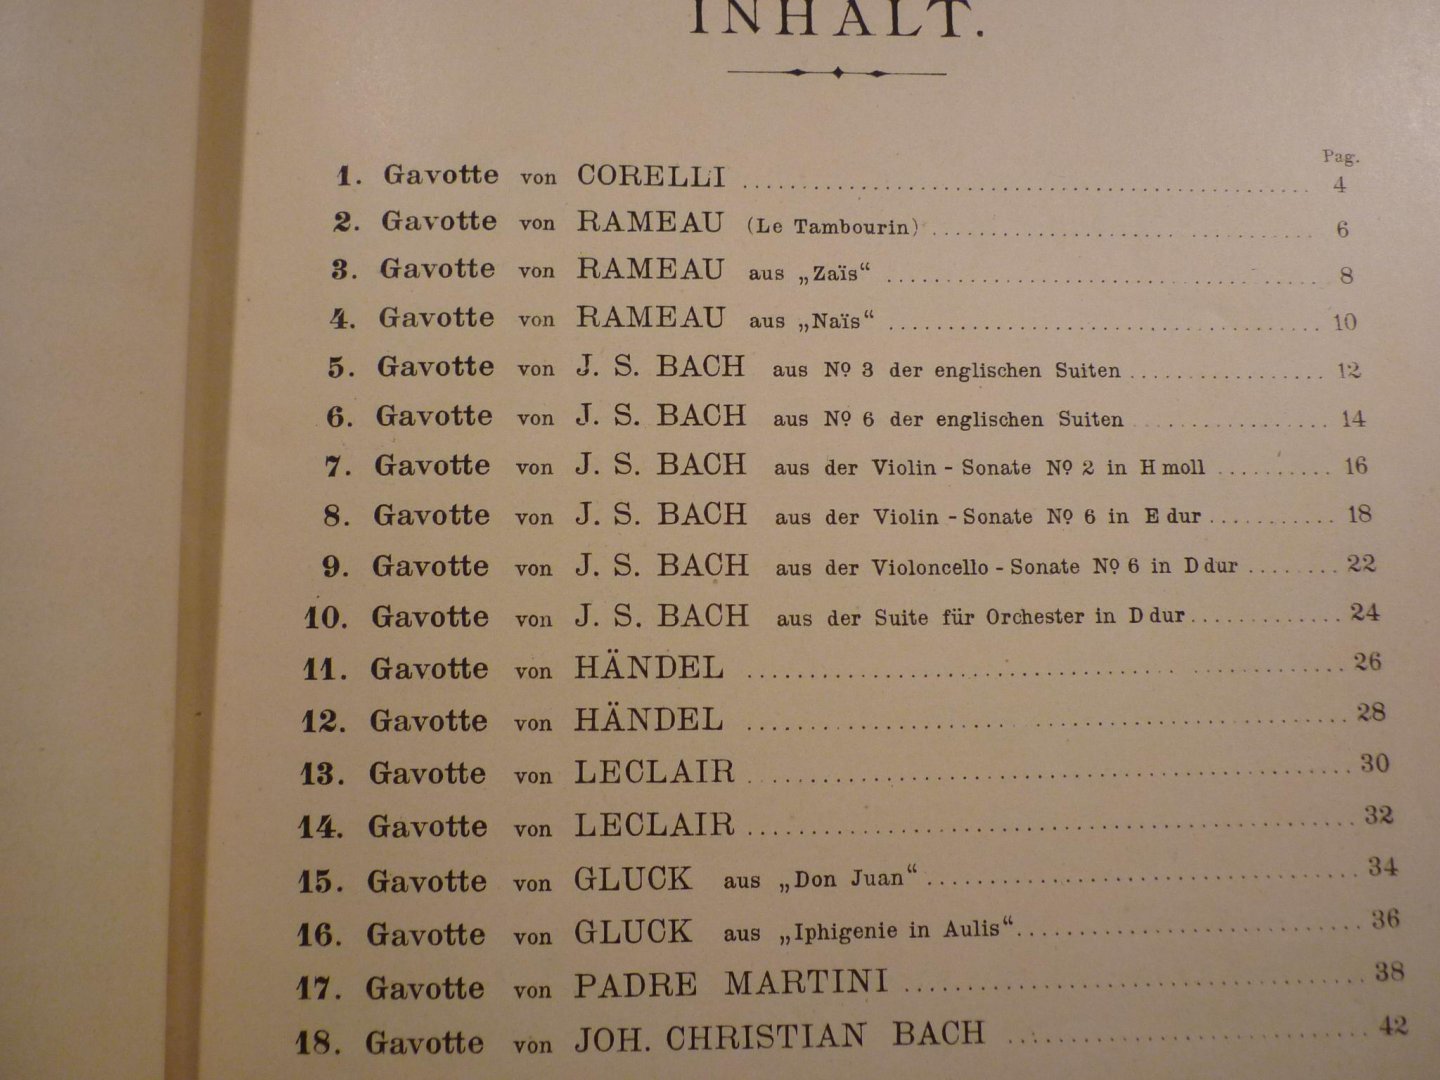 INHALT.
Pag.
1. Gavotte von CORELLI .......... 4
2. Gavotte von RAMEAU (Le Tambourin) .......... 6
3. Gavotte von RAMEAU aus „Zaïs“ .......... 8
4. Gavotte von RAMEAU aus „Naïs“ .......... 10
5. Gavotte von J. S. BACH aus Nº 3 der englischen Suiten .......... 12
6. Gavotte von J. S. BACH aus Nº 6 der englischen Suiten .......... 14
7. Gavotte von J. S. BACH aus der Violin - Sonate Nº 2 in H moll .......... 16
8. Gavotte von J. S. BACH aus der Violin - Sonate Nº 6 in E dur .......... 18
9. Gavotte von J. S. BACH aus der Violoncello - Sonate Nº 6 in D dur .......... 22
10. Gavotte von J. S. BACH aus der Suite für Orchester in D dur .......... 24
11. Gavotte von HÄNDEL .......... 26
12. Gavotte von HÄNDEL .......... 28
13. Gavotte von LECLAIR .......... 30
14. Gavotte von LECLAIR .......... 32
15. Gavotte von GLUCK aus „Don Juan“ .......... 34
16. Gavotte von GLUCK aus „Iphigenie in Aulis“ .......... 36
17. Gavotte von PADRE MARTINI .......... 38
18. Gavotte von JOH. CHRISTIAN BACH .......... 42